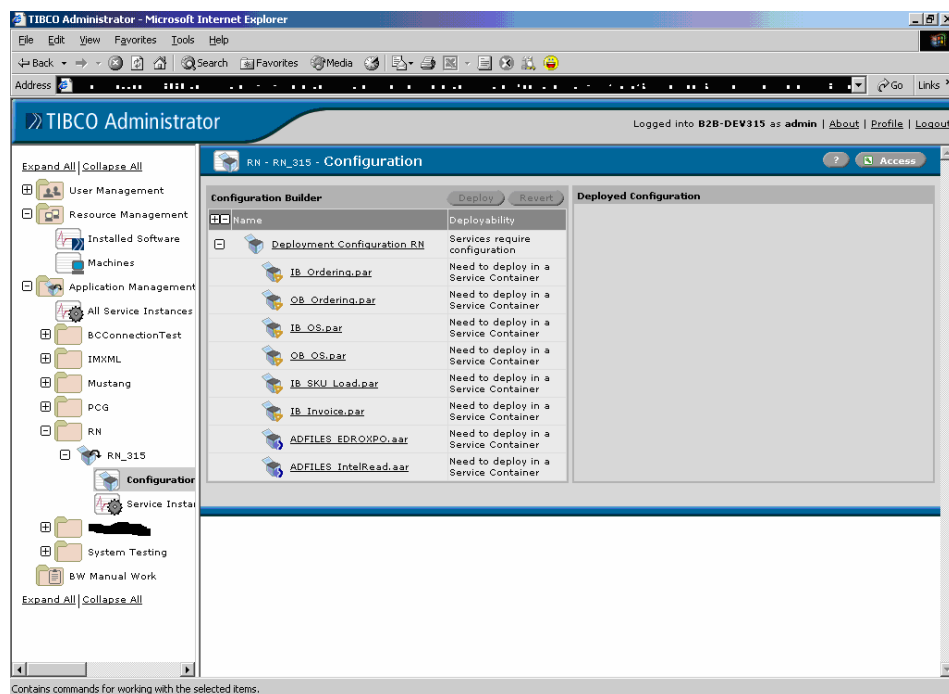 TIBCO Administrator - Microsoft Internet Explorer
File Edit View Favorites Tools Help
Back Search Favorites Media
Address Go Links
TIBCO Administrator
Logged into B2B-DEV315 as admin | About | Profile | Logout
Expand All | Collapse All
User Management
Resource Management
Installed Software
Machines
Application Management
All Service Instances
BCConnectionTest
IMXML
Mustang
PCG
RN
RN_315
Configuration
Service Instai
System Testing
BW Manual Work
Expand All | Collapse All
RN - RN_315 - Configuration
? Access
Configuration Builder Deploy Revert
Name Deployability
Deployment Configuration RN Services require
configuration
IB_Ordering.par Need to deploy in a
Service Container
OB_Ordering.par Need to deploy in a
Service Container
IB_OS.par Need to deploy in a
Service Container
OB_OS.par Need to deploy in a
Service Container
IB_SKU_Load.par Need to deploy in a
Service Container
IB_Invoice.par Need to deploy in a
Service Container
ADFILES_EDROXPO.aar Need to deploy in a
Service Container
ADFILES_IntelRead.aar Need to deploy in a
Service Container
Deployed Configuration
Contains commands for working with the selected items.